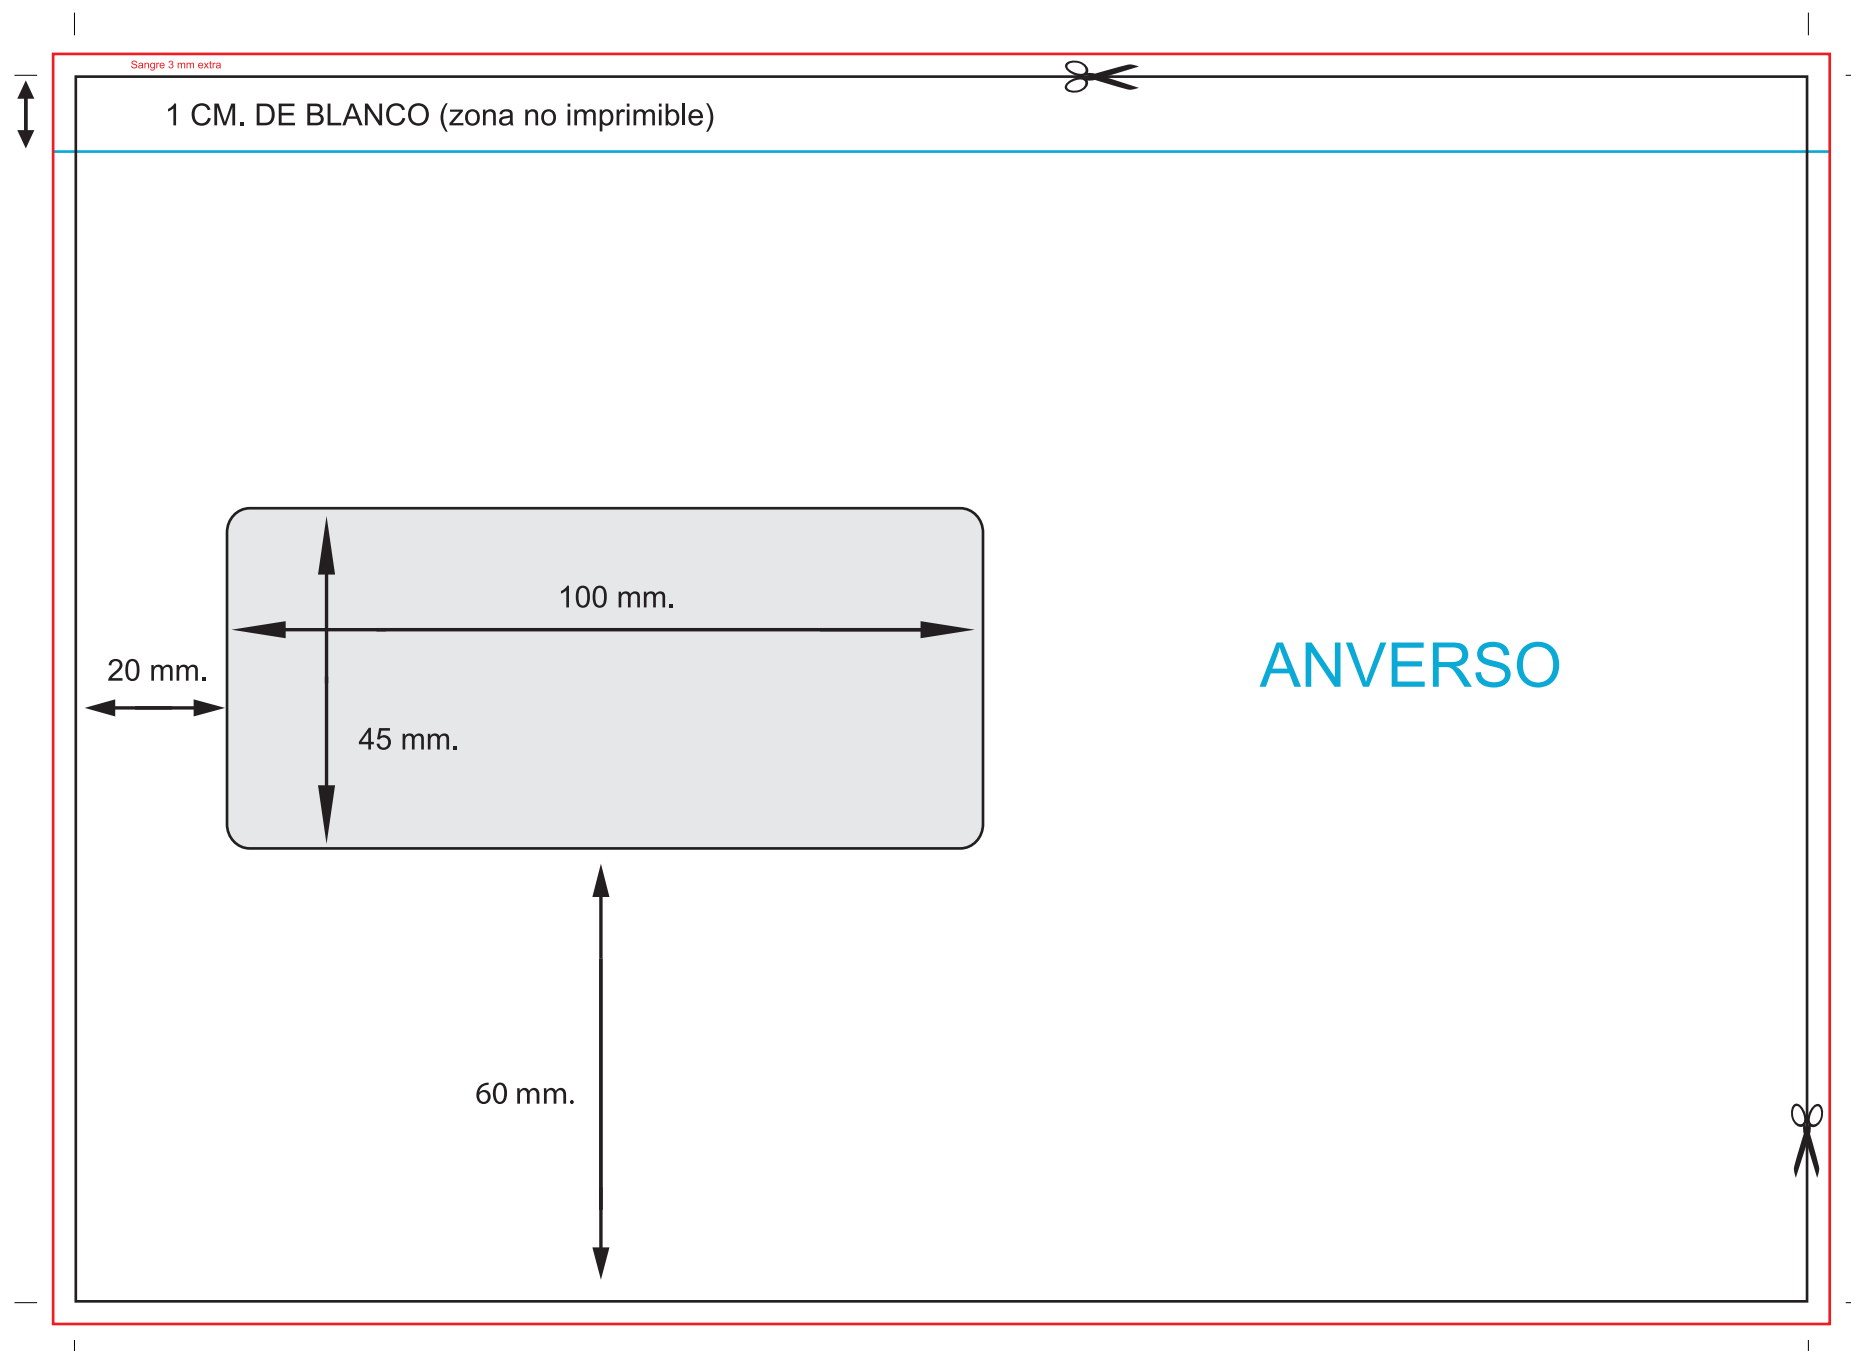 Sangre 3 mm extra
1 CM. DE BLANCO (zona no imprimible)
100 mm.
ANVERSO
20 mm.
45 mm.
60 mm.